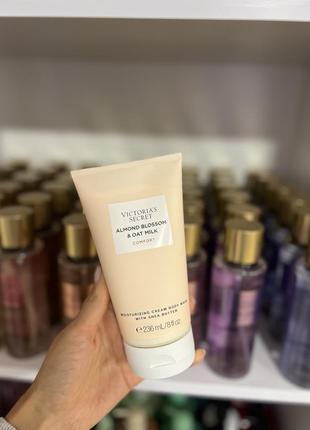 VICTORIA'S SECRET
ALMOND BLOSSOM
& OAT MILK
COMFORT
MOISTURIZING CREAM BODY WASH
WITH SHEA BUTTER
℮236 mL/8 fl oz